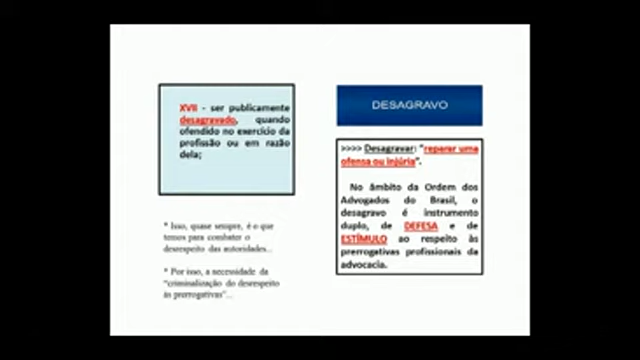 XVII - ser publicamente
desagravado, quando
ofendido no exercício da
profissão ou em razão
dela;
* Isso, quase sempre, é o que
temos para combater o
desrespeito das autoridades...
* Por isso, a necessidade da
“criminalização do desrespeito
às prerrogativas”...
DESAGRAVO
>>>> Desagravar: “reparar uma
ofensa ou injúria”.
No âmbito da Ordem dos
Advogados do Brasil, o
desagravo é instrumento
duplo, de DEFESA e de
ESTÍMULO ao respeito às
prerrogativas profissionais da
advocacia.